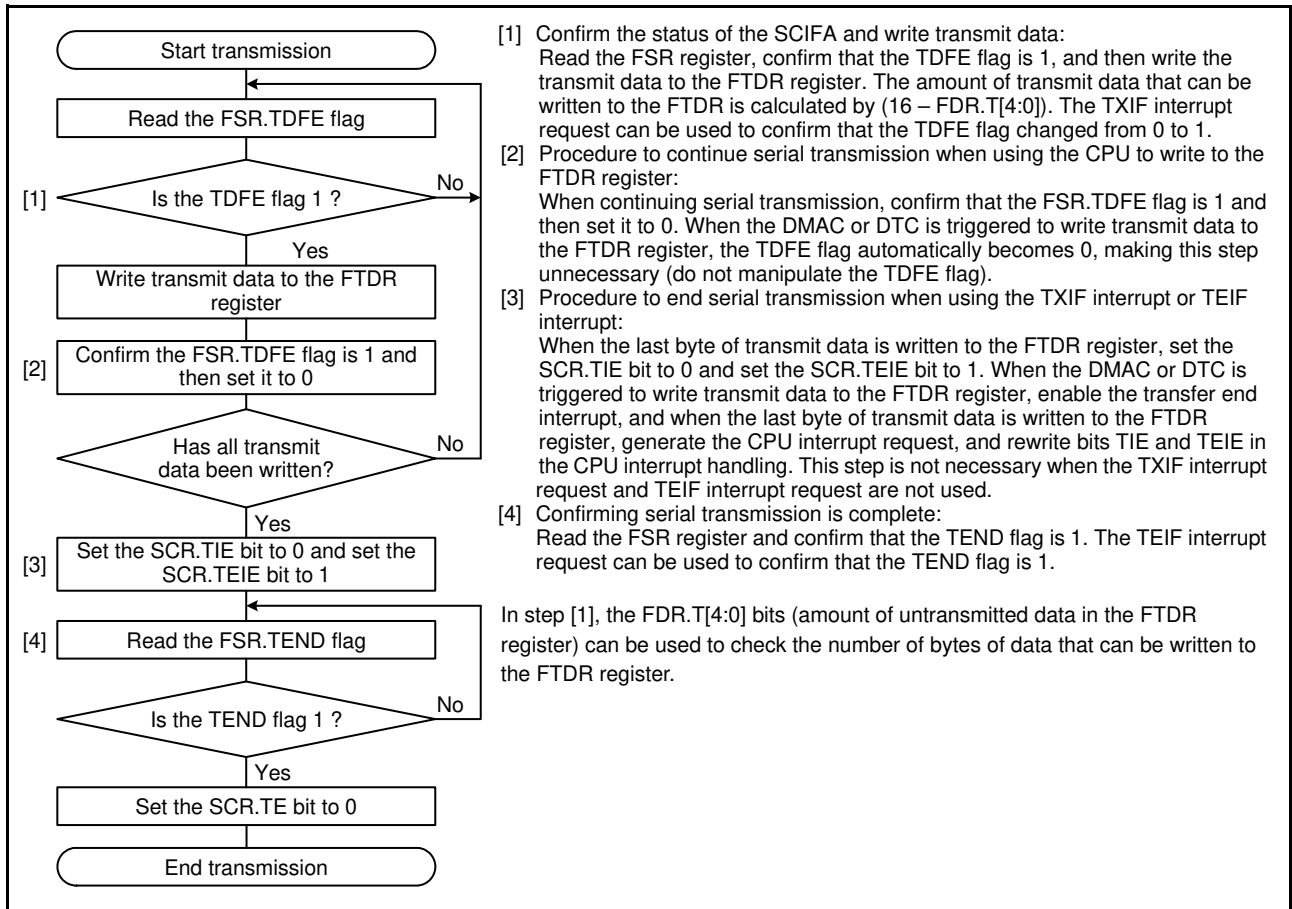 Start transmission
Read the FSR.TDFE flag
[1]
Is the TDFE flag 1 ?
No
Yes
Write transmit data to the FTDR
register
[2]
Confirm the FSR.TDFE flag is 1 and
then set it to 0
Has all transmit
data been written?
No
Yes
[3]
Set the SCR.TIE bit to 0 and set the
SCR.TEIE bit to 1
[4]
Read the FSR.TEND flag
Is the TEND flag 1 ?
No
Yes
Set the SCR.TE bit to 0
End transmission
[1] Confirm the status of the SCIFA and write transmit data:
Read the FSR register, confirm that the TDFE flag is 1, and then write the
transmit data to the FTDR register. The amount of transmit data that can be
written to the FTDR is calculated by (16 – FDR.T[4:0]). The TXIF interrupt
request can be used to confirm that the TDFE flag changed from 0 to 1.
[2] Procedure to continue serial transmission when using the CPU to write to the
FTDR register:
When continuing serial transmission, confirm that the FSR.TDFE flag is 1 and
then set it to 0. When the DMAC or DTC is triggered to write transmit data to
the FTDR register, the TDFE flag automatically becomes 0, making this step
unnecessary (do not manipulate the TDFE flag).
[3] Procedure to end serial transmission when using the TXIF interrupt or TEIF
interrupt:
When the last byte of transmit data is written to the FTDR register, set the
SCR.TIE bit to 0 and set the SCR.TEIE bit to 1. When the DMAC or DTC is
triggered to write transmit data to the FTDR register, enable the transfer end
interrupt, and when the last byte of transmit data is written to the FTDR
register, generate the CPU interrupt request, and rewrite bits TIE and TEIE in
the CPU interrupt handling. This step is not necessary when the TXIF interrupt
request and TEIF interrupt request are not used.
[4] Confirming serial transmission is complete:
Read the FSR register and confirm that the TEND flag is 1. The TEIF interrupt
request can be used to confirm that the TEND flag is 1.
In step [1], the FDR.T[4:0] bits (amount of untransmitted data in the FTDR
register) can be used to check the number of bytes of data that can be written to
the FTDR register.